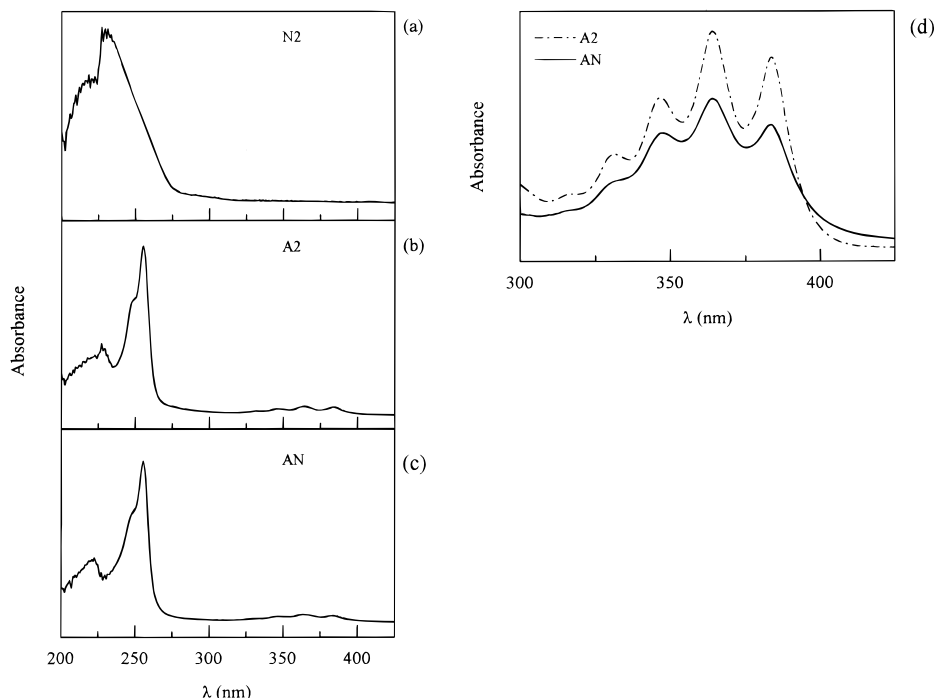 (a)
N2
(b)
A2
(c)
AN
Absorbance
200 250 300 350 400
λ (nm)
(d)
A2
AN
Absorbance
300 350 400
λ (nm)